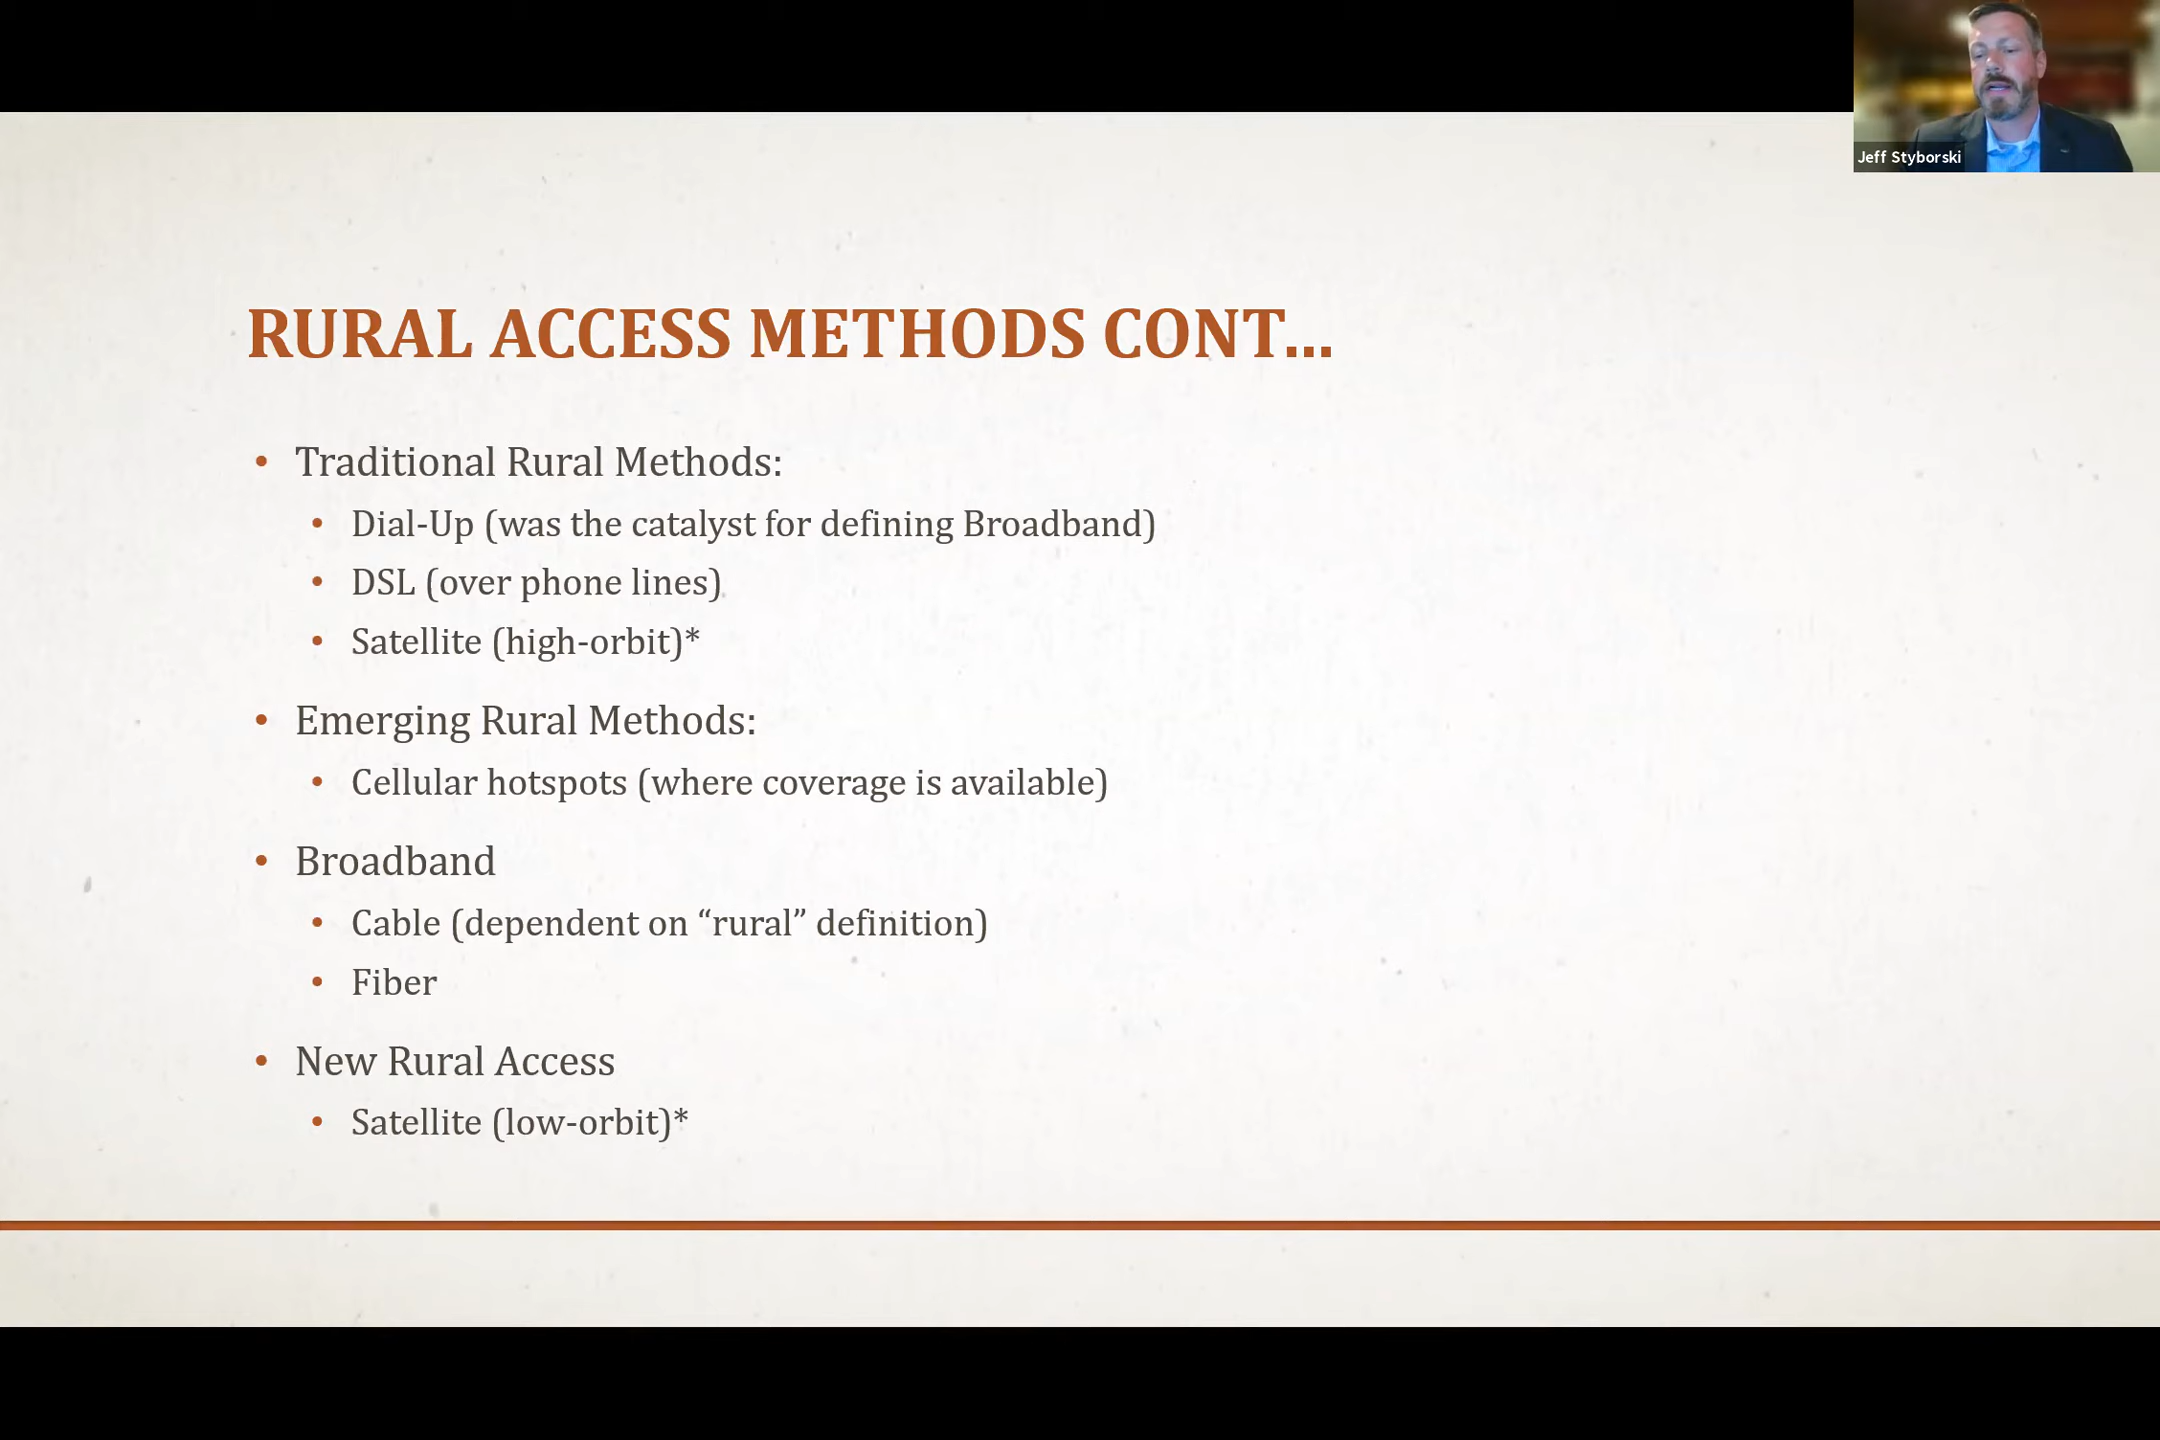 Jeff Styborski
RURAL ACCESS METHODS CONT...
• Traditional Rural Methods:
• Dial-Up (was the catalyst for defining Broadband)
• DSL (over phone lines)
• Satellite (high-orbit)*
• Emerging Rural Methods:
• Cellular hotspots (where coverage is available)
• Broadband
• Cable (dependent on “rural” definition)
• Fiber
• New Rural Access
• Satellite (low-orbit)*